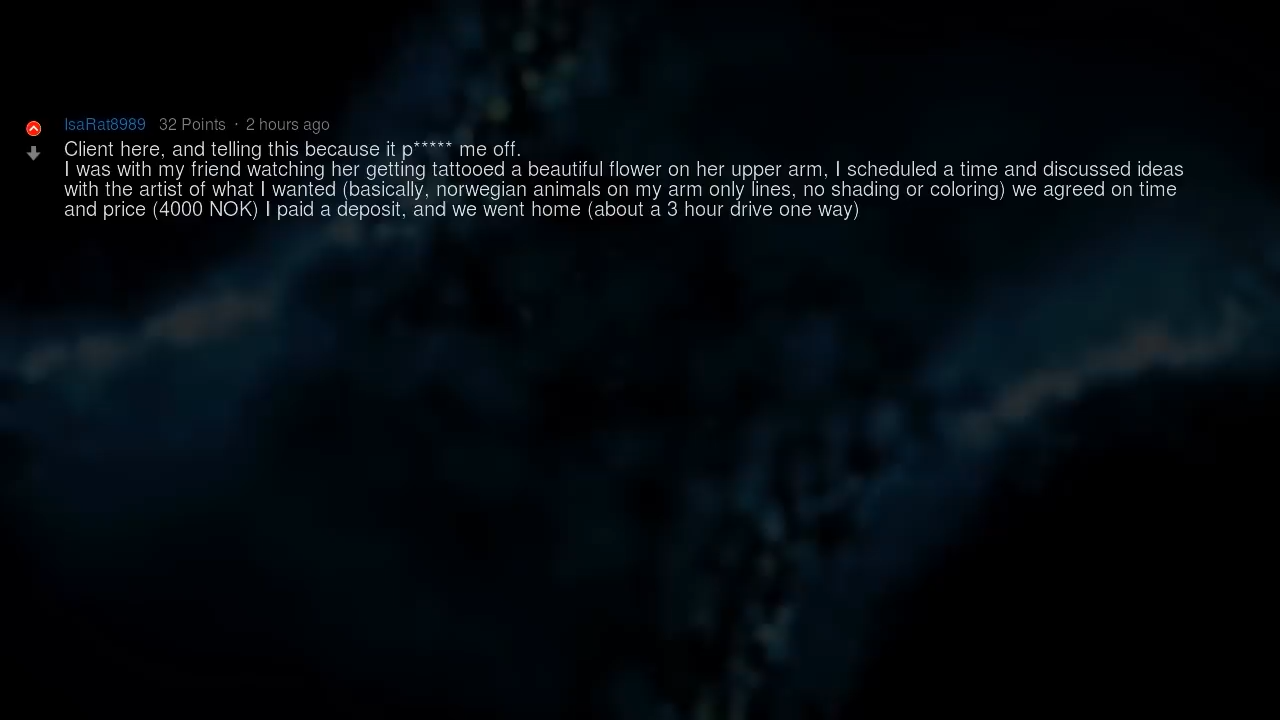 IsaRat8989 32 Points · 2 hours ago
Client here, and telling this because it p***** me off.
I was with my friend watching her getting tattooed a beautiful flower on her upper arm, I scheduled a time and discussed ideas
with the artist of what I wanted (basically, norwegian animals on my arm only lines, no shading or coloring) we agreed on time
and price (4000 NOK) I paid a deposit, and we went home (about a 3 hour drive one way)